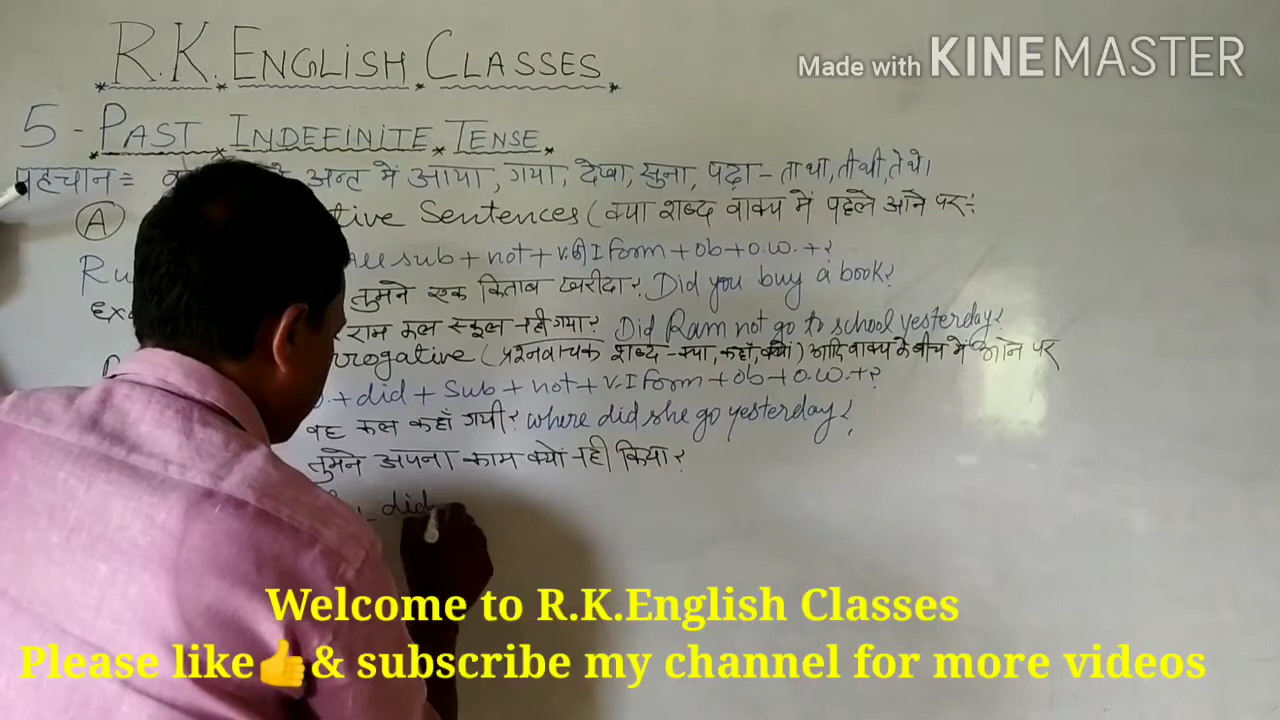 R.K. ENGLISH CLASSES
Made with KINEMASTER
5 - PAST INDEFINITE TENSE
पहचान = अन्त में आया, गया, देखा, सुना, पढ़ा - ता था, ती थी, ते थे।
A tive Sentences (क्या शब्द वाक्य में पहले आने पर :-
Ru All sub + not + v. की I form + ob + o.w. + ?
Exa तुमने एक किताब खरीदा? Did you buy a book?
राम कल स्कूल नही गया? Did Ram not go to school yesterday?
rrogative (प्रश्नवाचक शब्द - क्या, कहाँ, क्यों) आदि वाक्य के बीच में आने पर
+ did + Sub + not + v. I form + ob + o.w. + ?
वह कल कहाँ गयी? where did she go yesterday?
तुमने अपना काम क्यों नही किया?
did
Welcome to R.K.English Classes
Please like👍& subscribe my channel for more videos